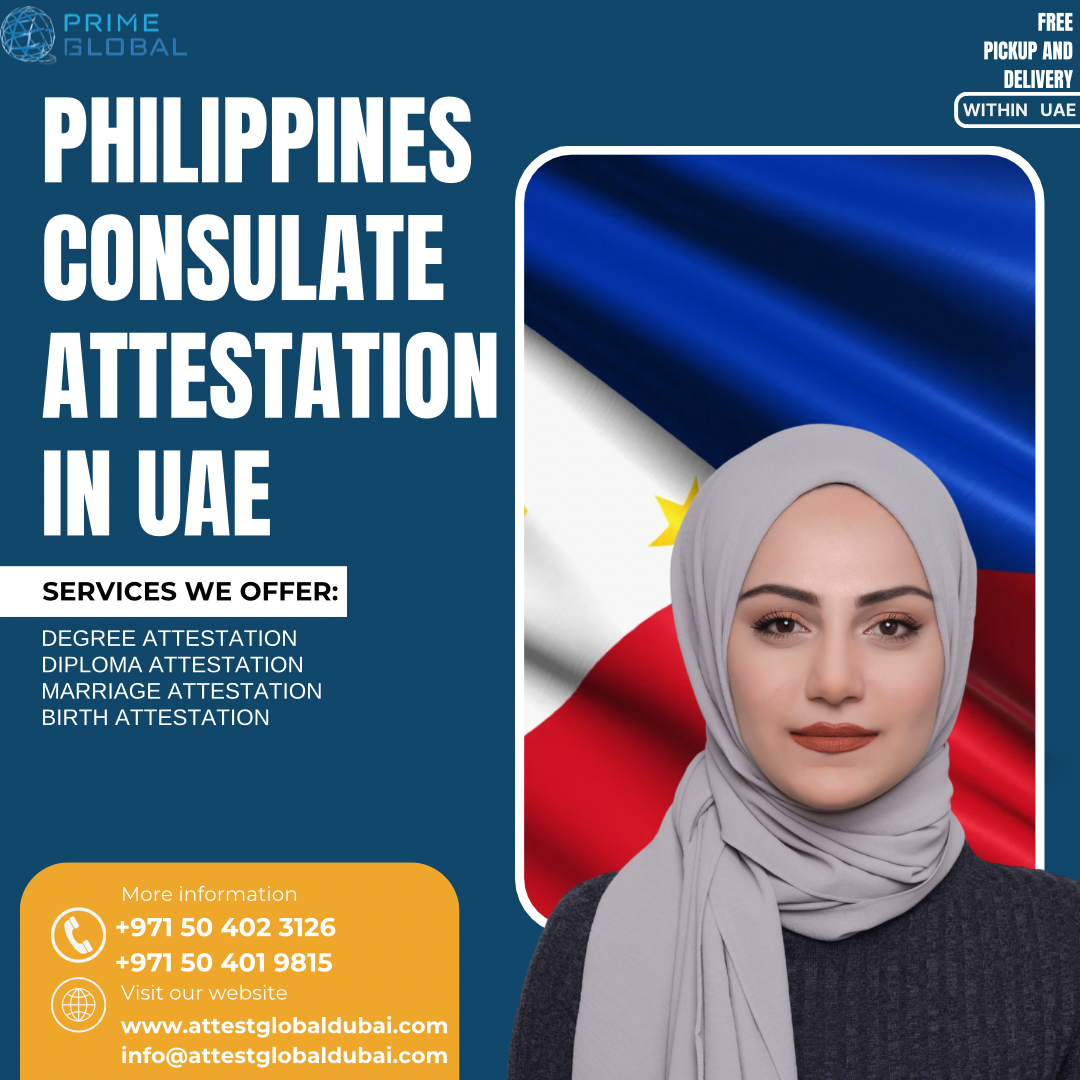 PRIME
GLOBAL
FREE
PICKUP AND
DELIVERY
WITHIN UAE
PHILIPPINES
CONSULATE
ATTESTATION
IN UAE
SERVICES WE OFFER:
DEGREE ATTESTATION
DIPLOMA ATTESTATION
MARRIAGE ATTESTATION
BIRTH ATTESTATION
More information
+971 50 402 3126
+971 50 401 9815
Visit our website
www.attestglobaldubai.com
info@attestglobaldubai.com